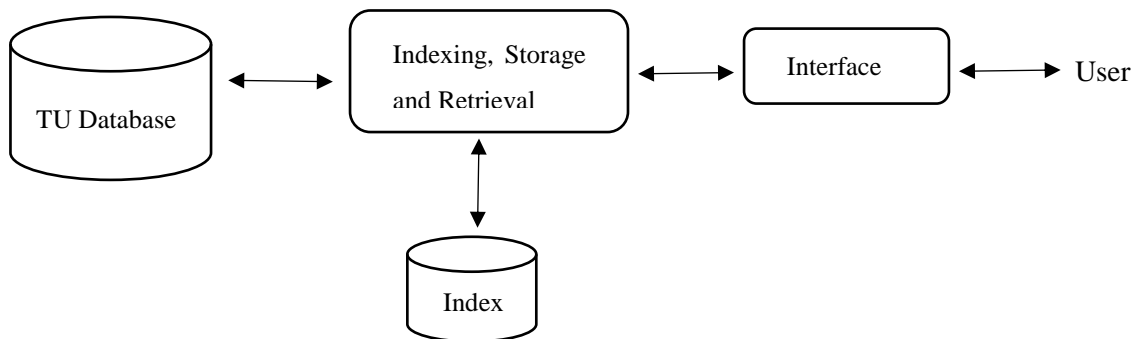 TU Database
Indexing, Storage
and Retrieval
Interface
User
Index